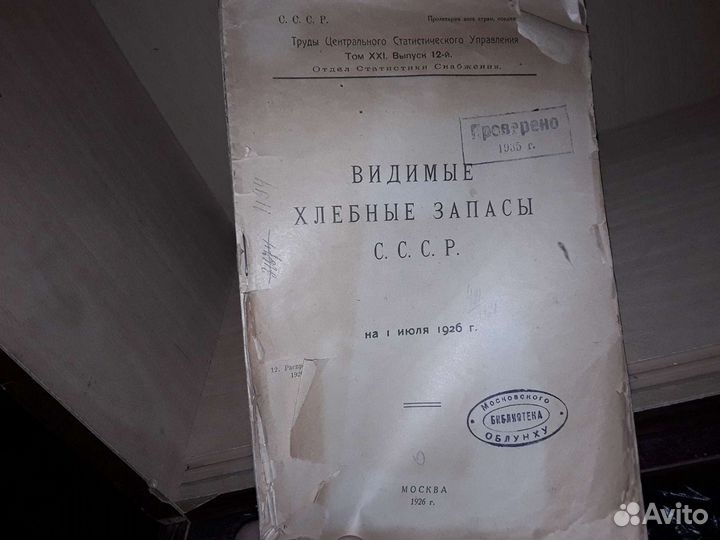 С. С. С. Р.
Пролетарии всех стран,
Труды Центрального Статистического Управления
Том XXI. Выпуск 12-й.
Отдел Статистики Снабжения.
Проверено
1935 г.
ВИДИМЫЕ
ХЛЕБНЫЕ ЗАПАСЫ
С. С. С. Р.
на 1 июля 1926 г.
12.
Московского
БИБЛИОТЕКА
ОБЛУНХУ
МОСКВА
1926 г.
Avito